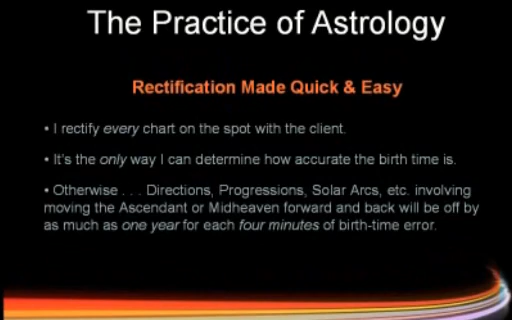 The Practice of Astrology
Rectification Made Quick & Easy
• I rectify every chart on the spot with the client.
• It's the only way I can determine how accurate the birth time is.
• Otherwise . . . Directions, Progressions, Solar Arcs, etc. involving
moving the Ascendant or Midheaven forward and back will be off by
as much as one year for each four minutes of birth-time error.